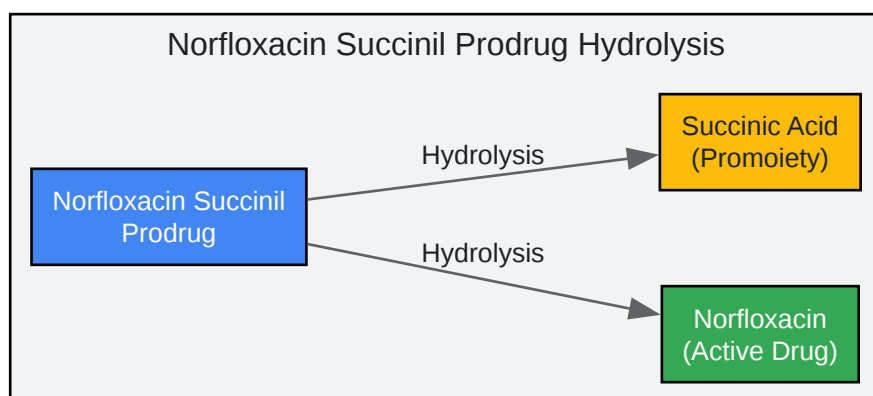 Norfloxacin Succinil Prodrug Hydrolysis
Succinic Acid
(Promoiety)
Hydrolysis
Norfloxacin Succinil
Prodrug
Hydrolysis
Norfloxacin
(Active Drug)